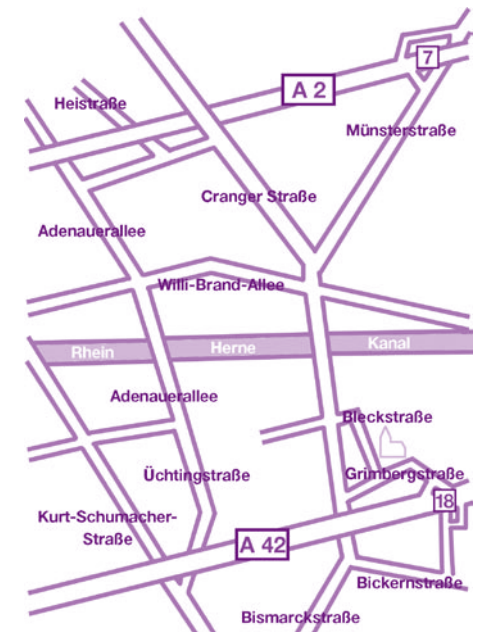 7
A 2
Heistraße
Münsterstraße
Cranger Straße
Adenauerallee
Willi-Brand-Allee
Rhein Herne Kanal
Adenauerallee
Bleckstraße
Üchtingstraße
Grimbergstraße
18
Kurt-Schumacher-
Straße
A 42
Bickernstraße
Bismarckstraße